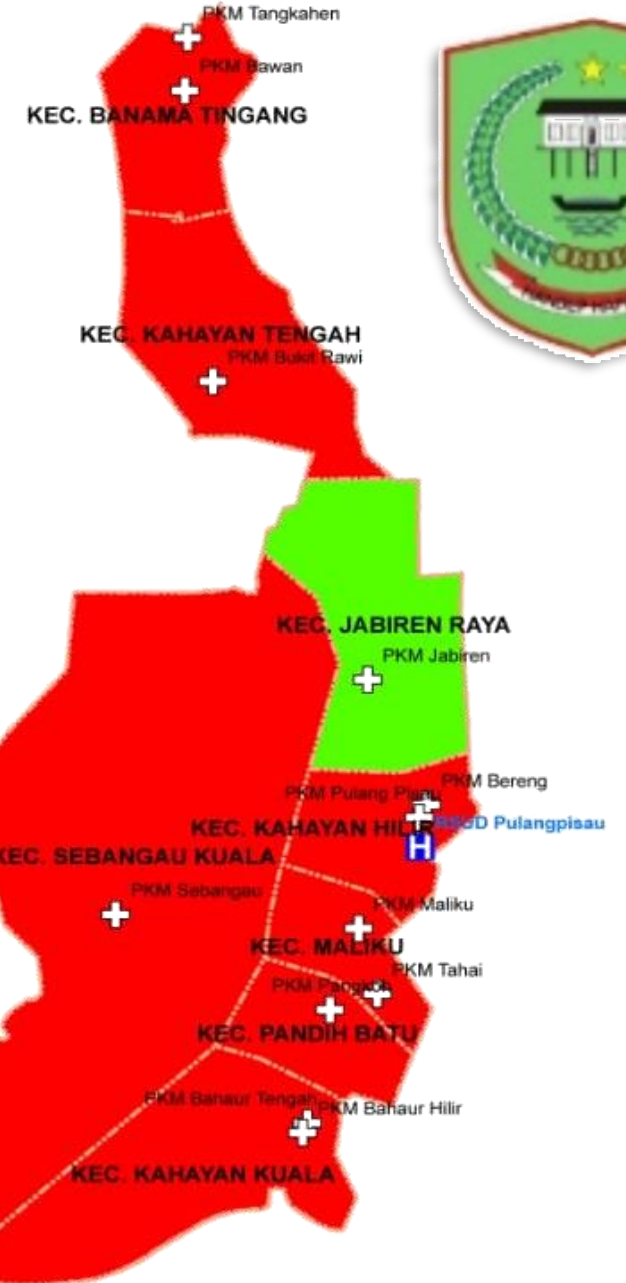 PKM Tangkahen
PKM Bawan
KEC. BANAMA TINGANG
KEC. KAHAYAN TENGAH
PKM Bukit Rawi
KEC. JABIREN RAYA
PKM Jabiren
PKM Bereng
PKM Pulang Pisau
RSUD Pulangpisau
KEC. KAHAYAN HILIR
H
KEC. SEBANGAU KUALA
PKM Sebangau
PKM Maliku
KEC. MALIKU
PKM Tahai
PKM Pangkoh
KEC. PANDIH BATU
PKM Bahaur Tengah
PKM Bahaur Hilir
KEC. KAHAYAN KUALA